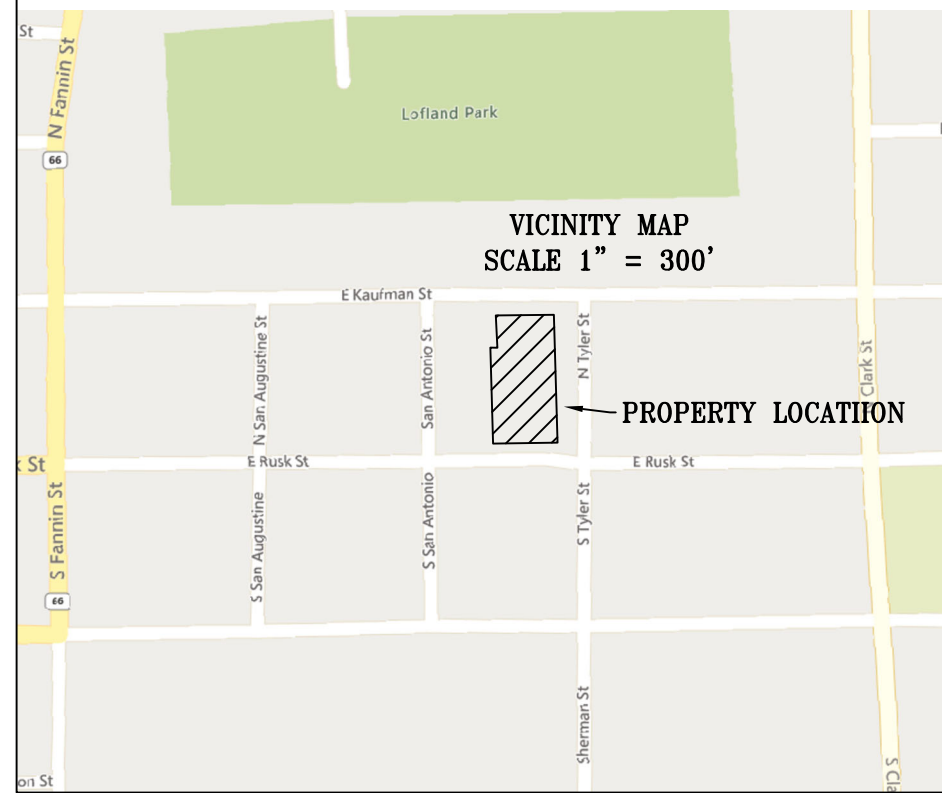 St
N Fannin St
Lofland Park
66
VICINITY MAP
SCALE 1" = 300'
E Kaufman St
N San Augustine St
San Antonio St
N Tyler St
Clark St
PROPERTY LOCATIION
k St
E Rusk St
E Rusk St
S Fannin St
S San Augustine
S San Antonio
S Tyler St
66
Sherman St
S Cla
on St